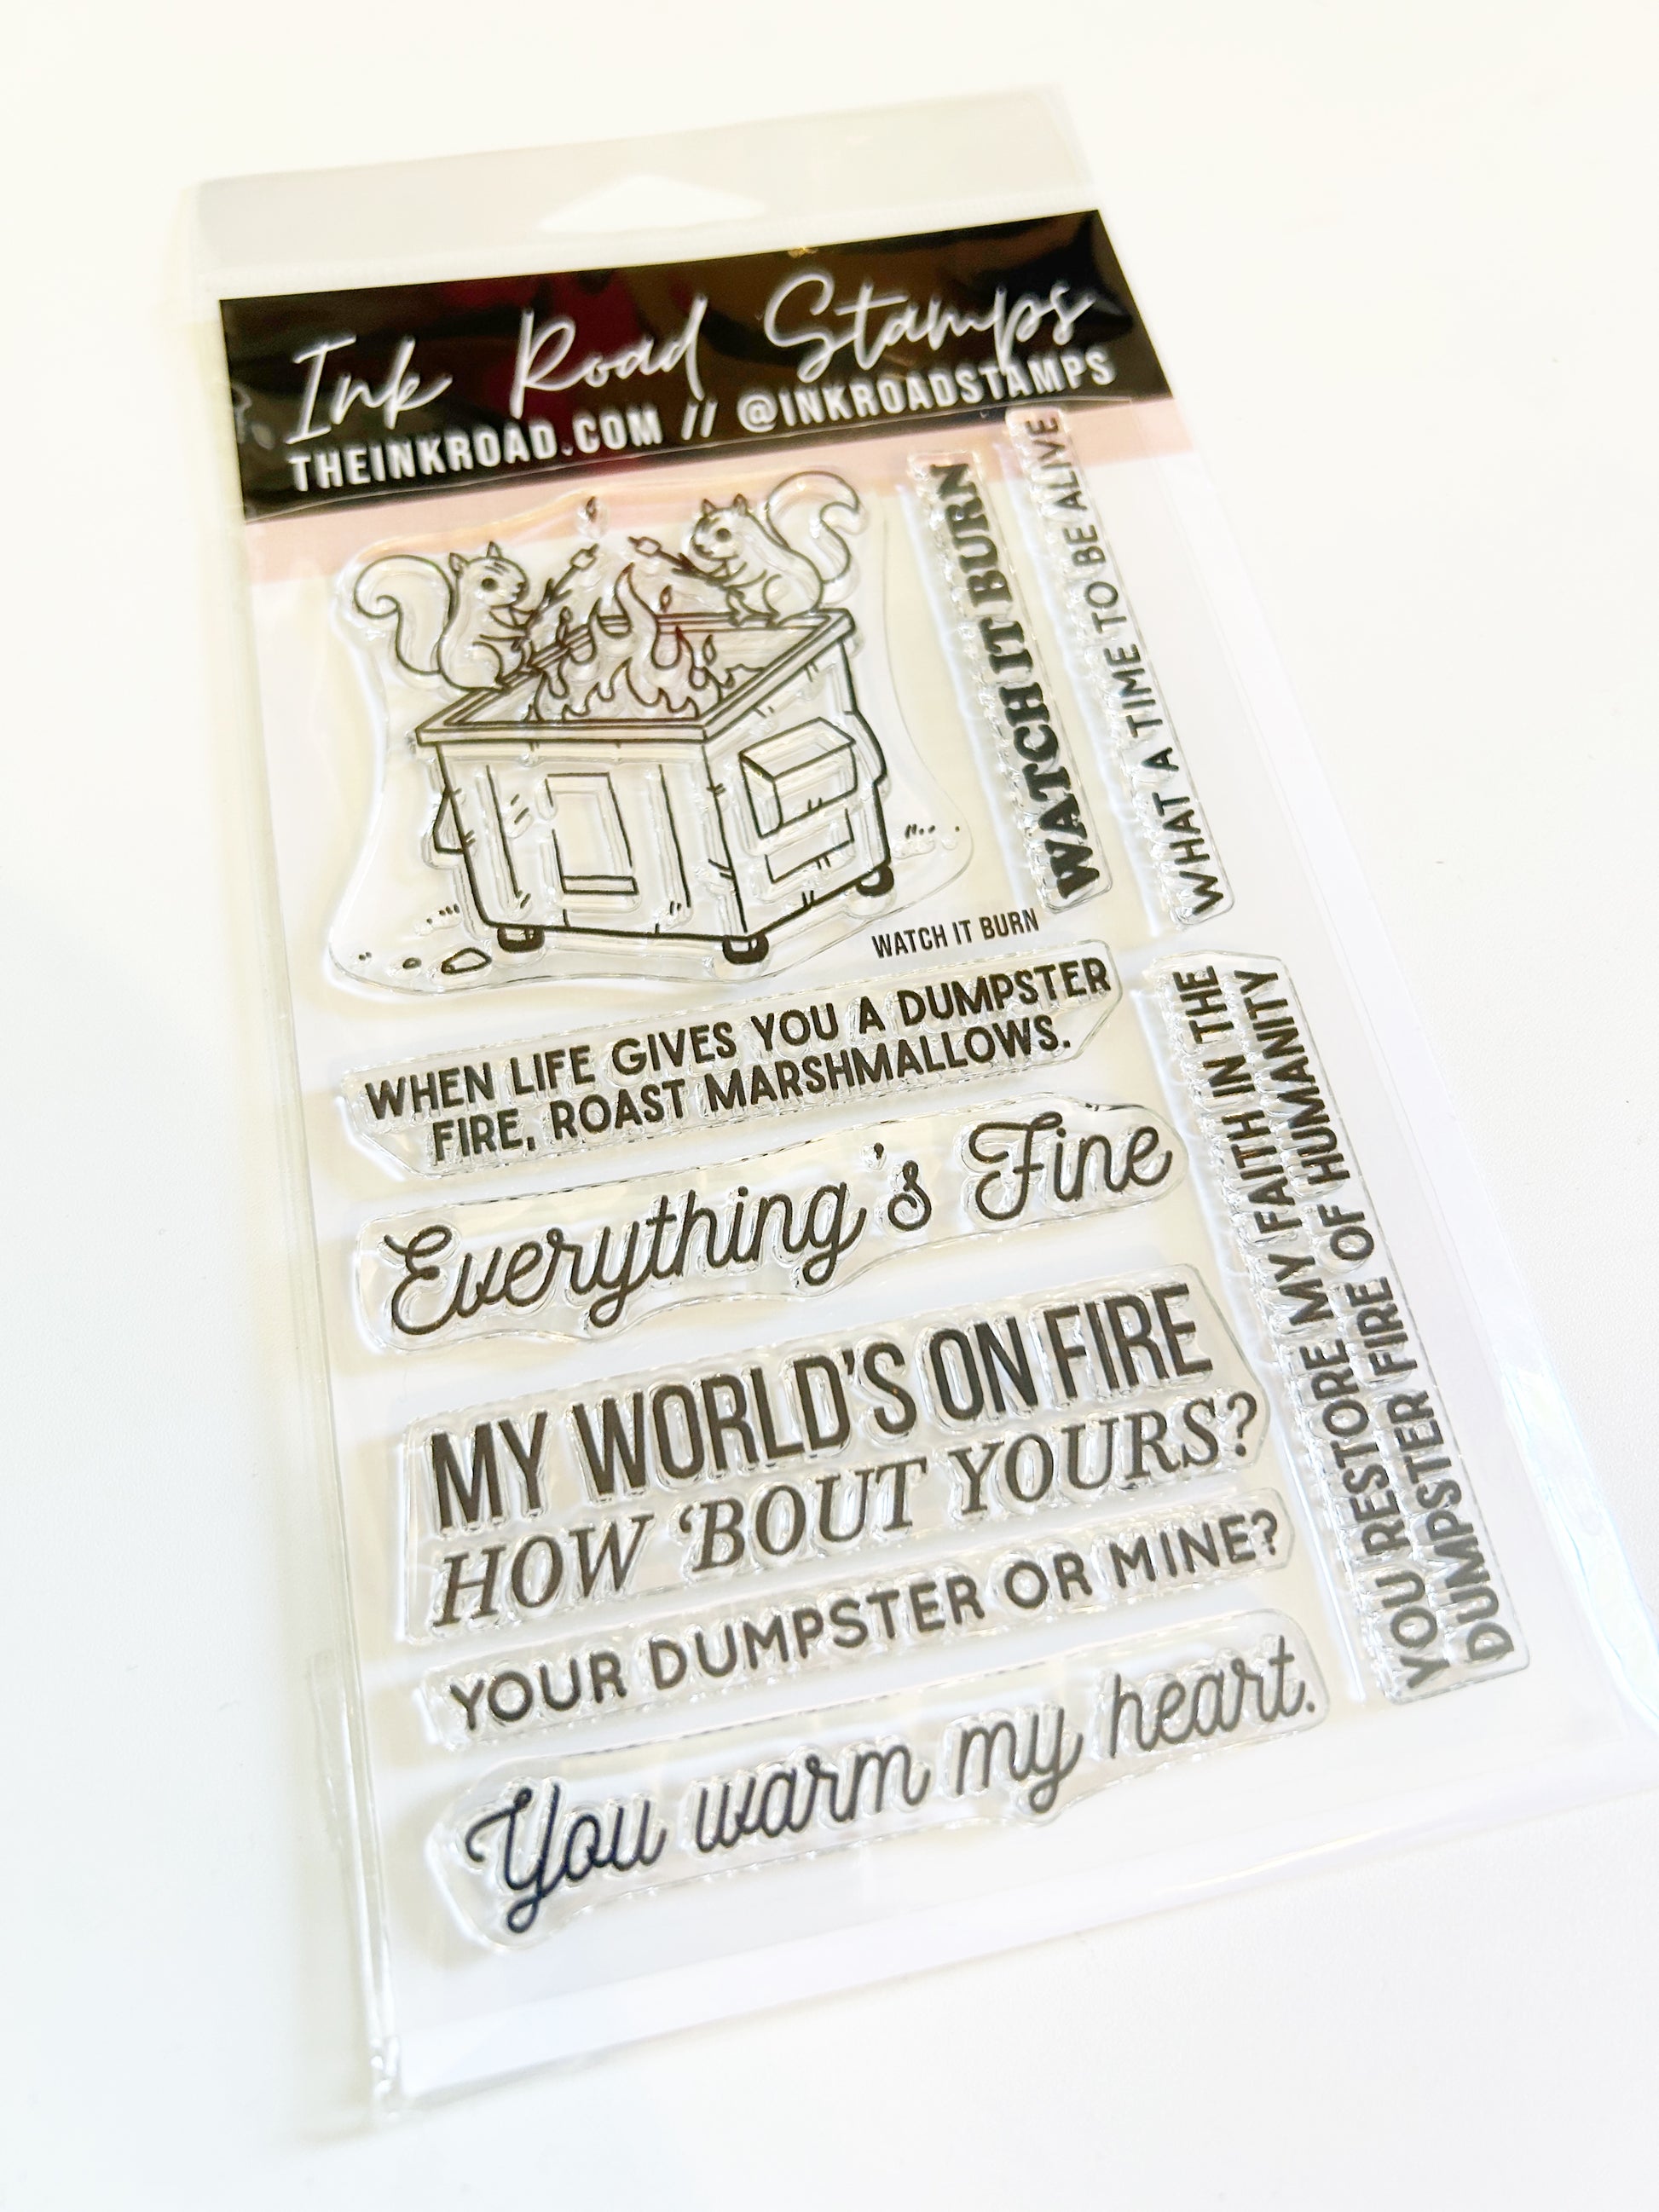 Ink Road Stamps
THEINKROAD.COM // @INKROADSTAMPS
WATCH IT BURN
WHAT A TIME TO BE ALIVE
WATCH IT BURN
WHEN LIFE GIVES YOU A DUMPSTER
FIRE, ROAST MARSHMALLOWS.
Everything's Fine
MY WORLD'S ON FIRE
HOW 'BOUT YOURS?
YOUR DUMPSTER OR MINE?
You warm my heart.
YOU RESTORE MY FAITH IN THE
DUMPSTER FIRE OF HUMANITY